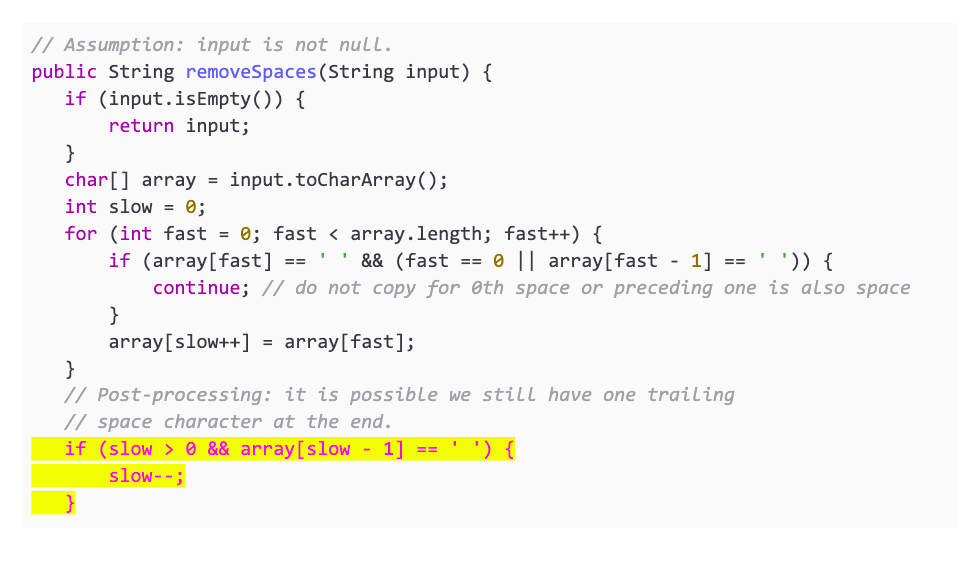 // Assumption: input is not null.
public String removeSpaces(String input) {
   if (input.isEmpty()) {
       return input;
   }
   char[] array = input.toCharArray();
   int slow = 0;
   for (int fast = 0; fast < array.length; fast++) {
       if (array[fast] == ' ' && (fast == 0 || array[fast - 1] == ' ')) {
           continue; // do not copy for 0th space or preceding one is also space
       }
       array[slow++] = array[fast];
   }
   // Post-processing: it is possible we still have one trailing
   // space character at the end.
   if (slow > 0 && array[slow - 1] == ' ') {
       slow--;
   }